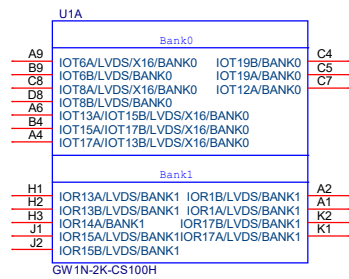 U1A
Bank0
A9 IOT6A/LVDS/X16/BANK0 IOT19B/BANK0 C4
B9 IOT6B/LVDS/BANK0 IOT19A/BANK0 C5
C8 IOT8A/LVDS/X16/BANK0 IOT12A/BANK0 C7
D8 IOT8B/LVDS/BANK0
A6 IOT13A/IOT15B/LVDS/X16/BANK0
B4 IOT15A/IOT17B/LVDS/X16/BANK0
A4 IOT17A/IOT13B/LVDS/X16/BANK0
Bank1
H1 IOR13A/LVDS/BANK1 IOR1B/LVDS/BANK1 A2
H2 IOR13B/LVDS/BANK1 IOR1A/LVDS/BANK1 A1
H3 IOR14A/BANK1 IOR17B/LVDS/BANK1 K2
J1 IOR15A/LVDS/BANK1 IOR17A/LVDS/BANK1 K1
J2 IOR15B/LVDS/BANK1
GW1N-2K-CS100H